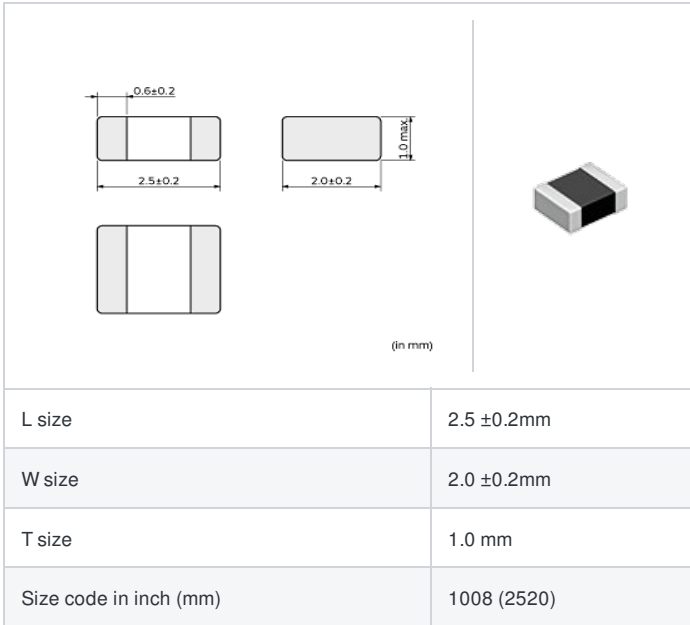 0.6±0.2
1.0 max.
2.5±0.2
2.0±0.2
(in mm)
L size 2.5 ±0.2mm
W size 2.0 ±0.2mm
T size 1.0 mm
Size code in inch (mm) 1008 (2520)